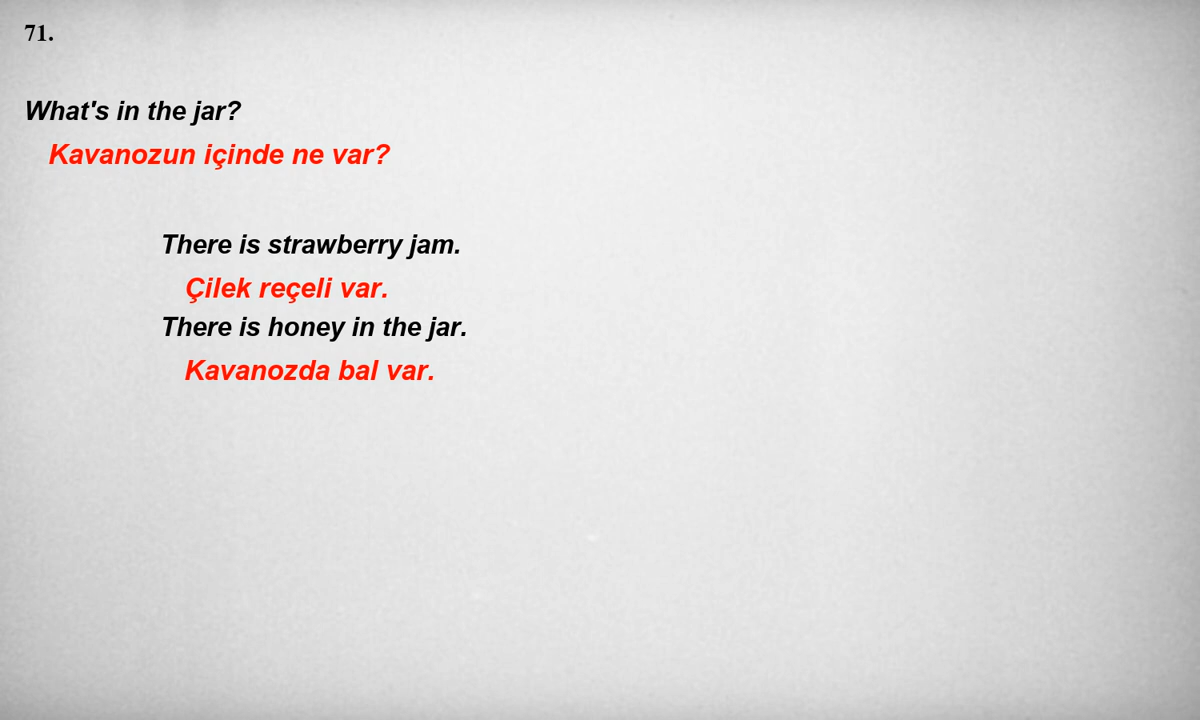 71.
What's in the jar?
Kavanozun içinde ne var?
There is strawberry jam.
Çilek reçeli var.
There is honey in the jar.
Kavanozda bal var.